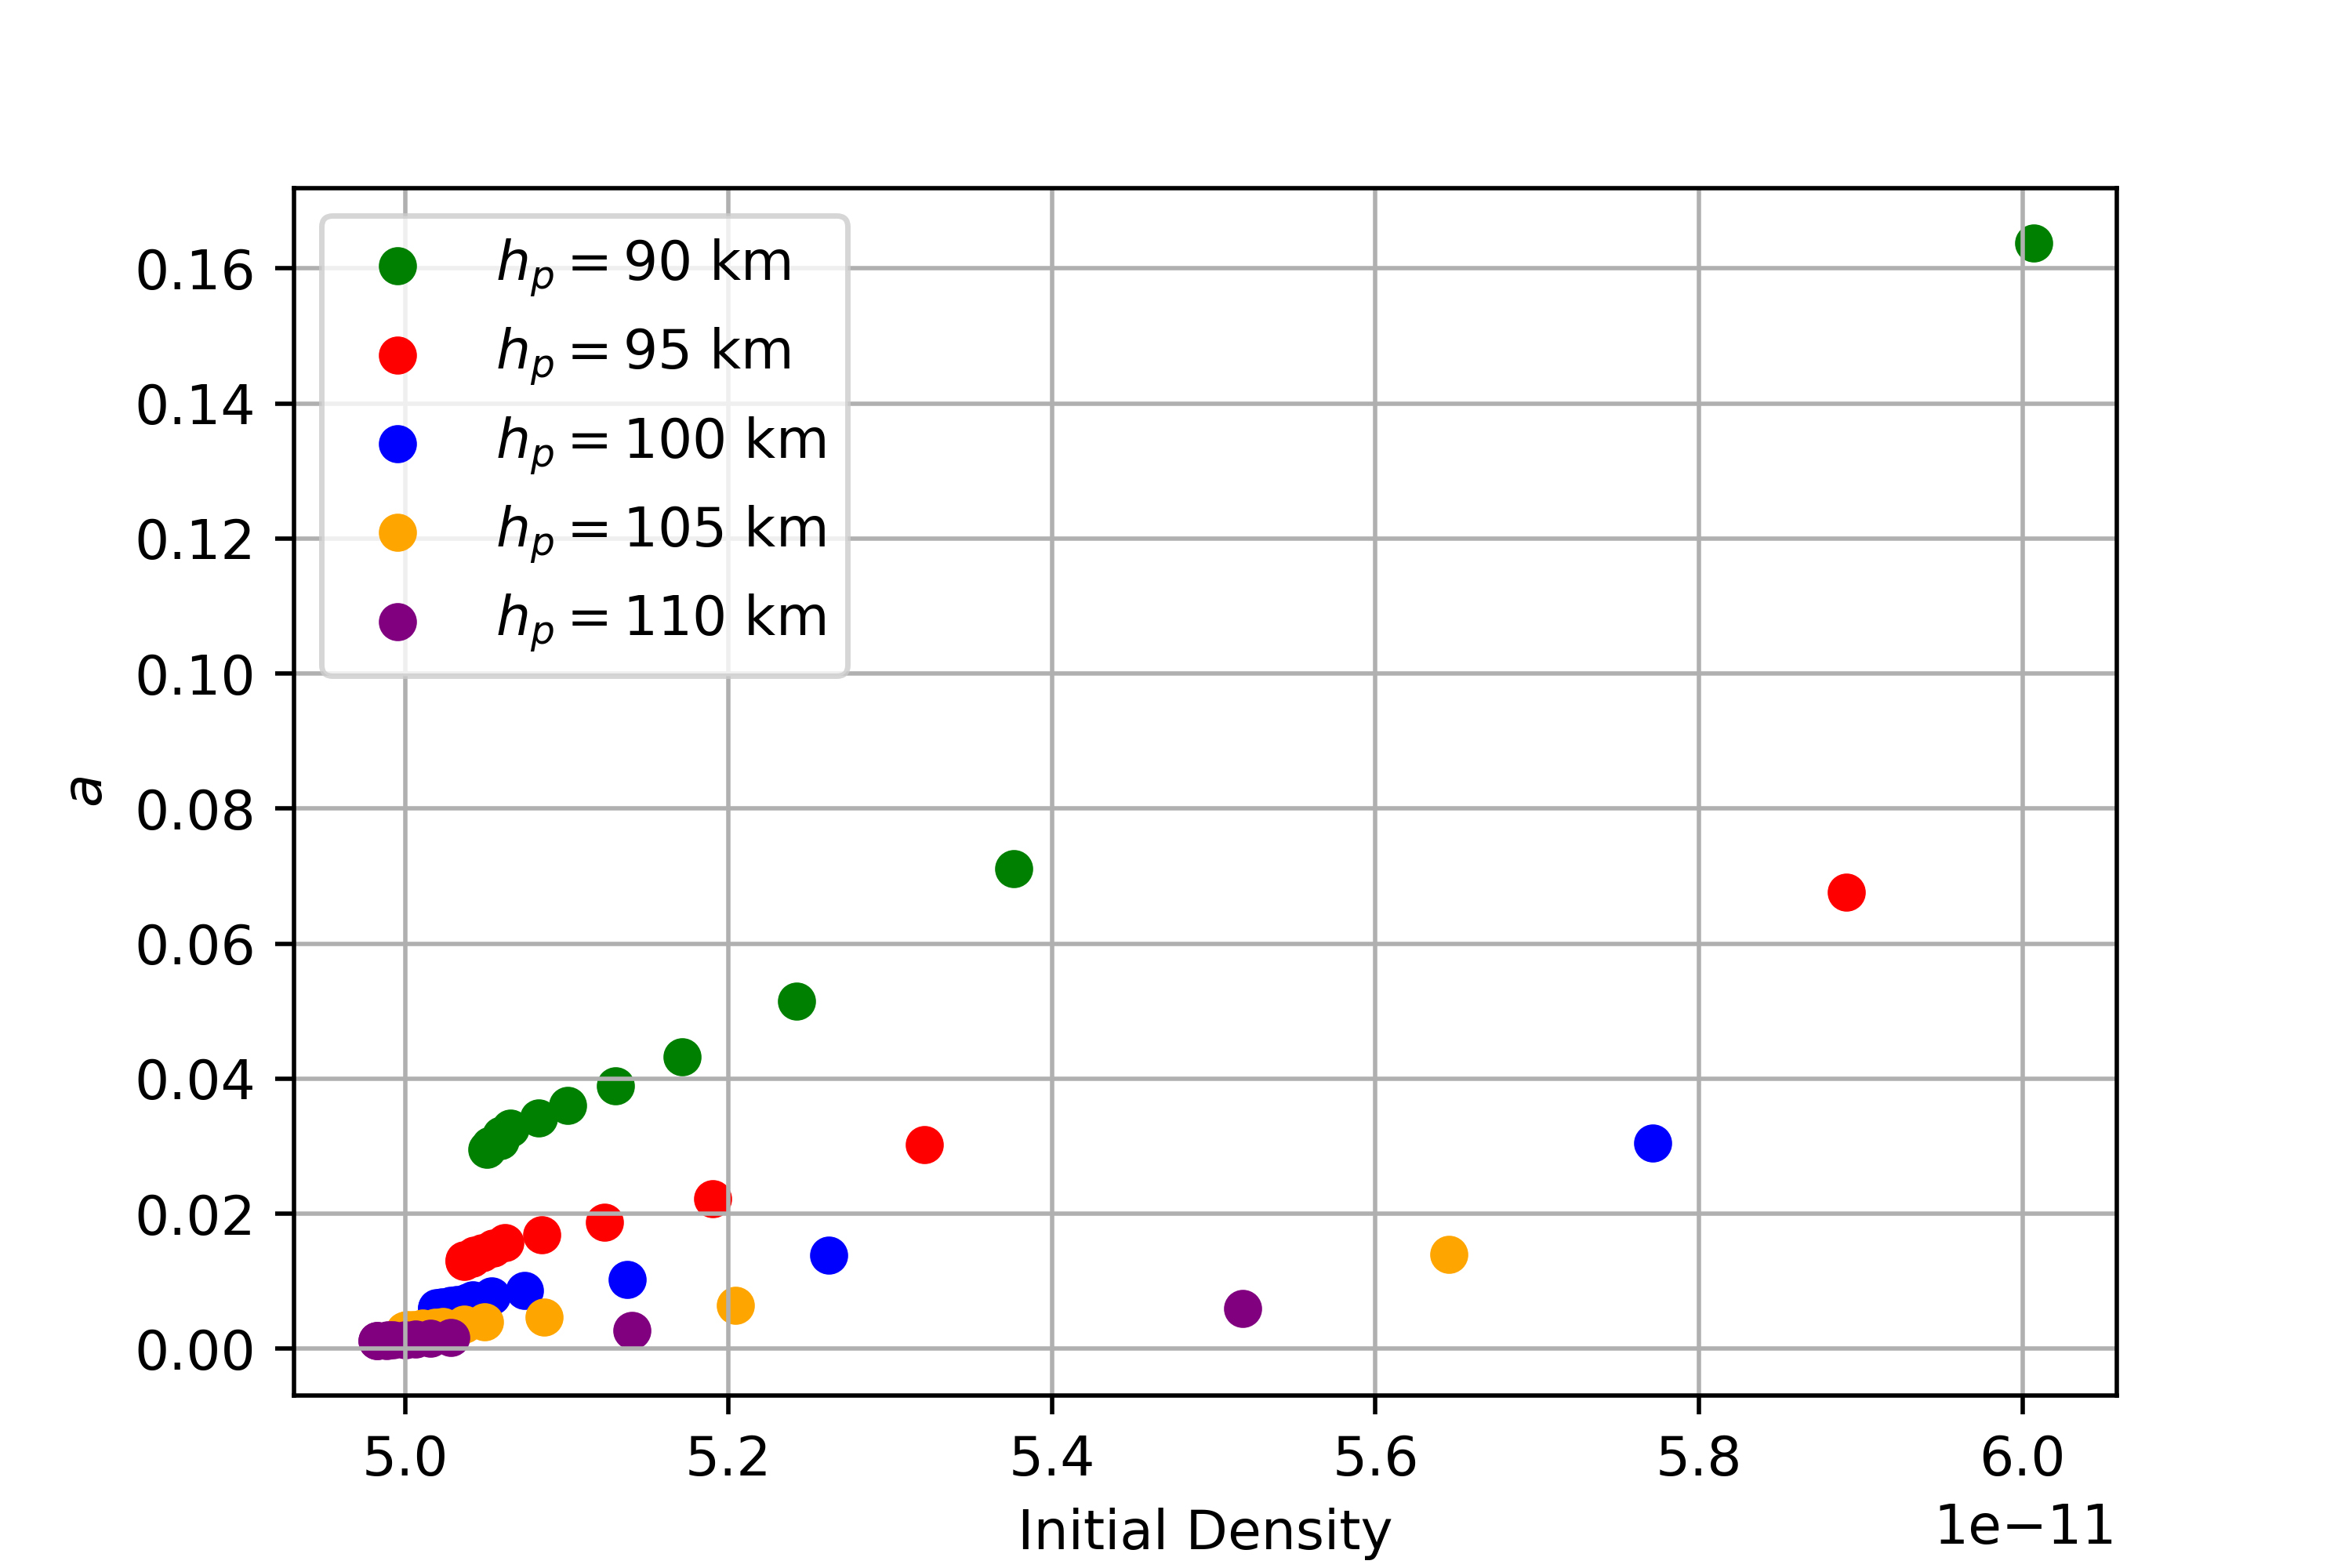 h_p = 90 km
h_p = 95 km
h_p = 100 km
h_p = 105 km
h_p = 110 km
0.16
0.14
0.12
0.10
0.08
0.06
0.04
0.02
0.00
a
5.0 5.2 5.4 5.6 5.8 6.0
1e−11
Initial Density